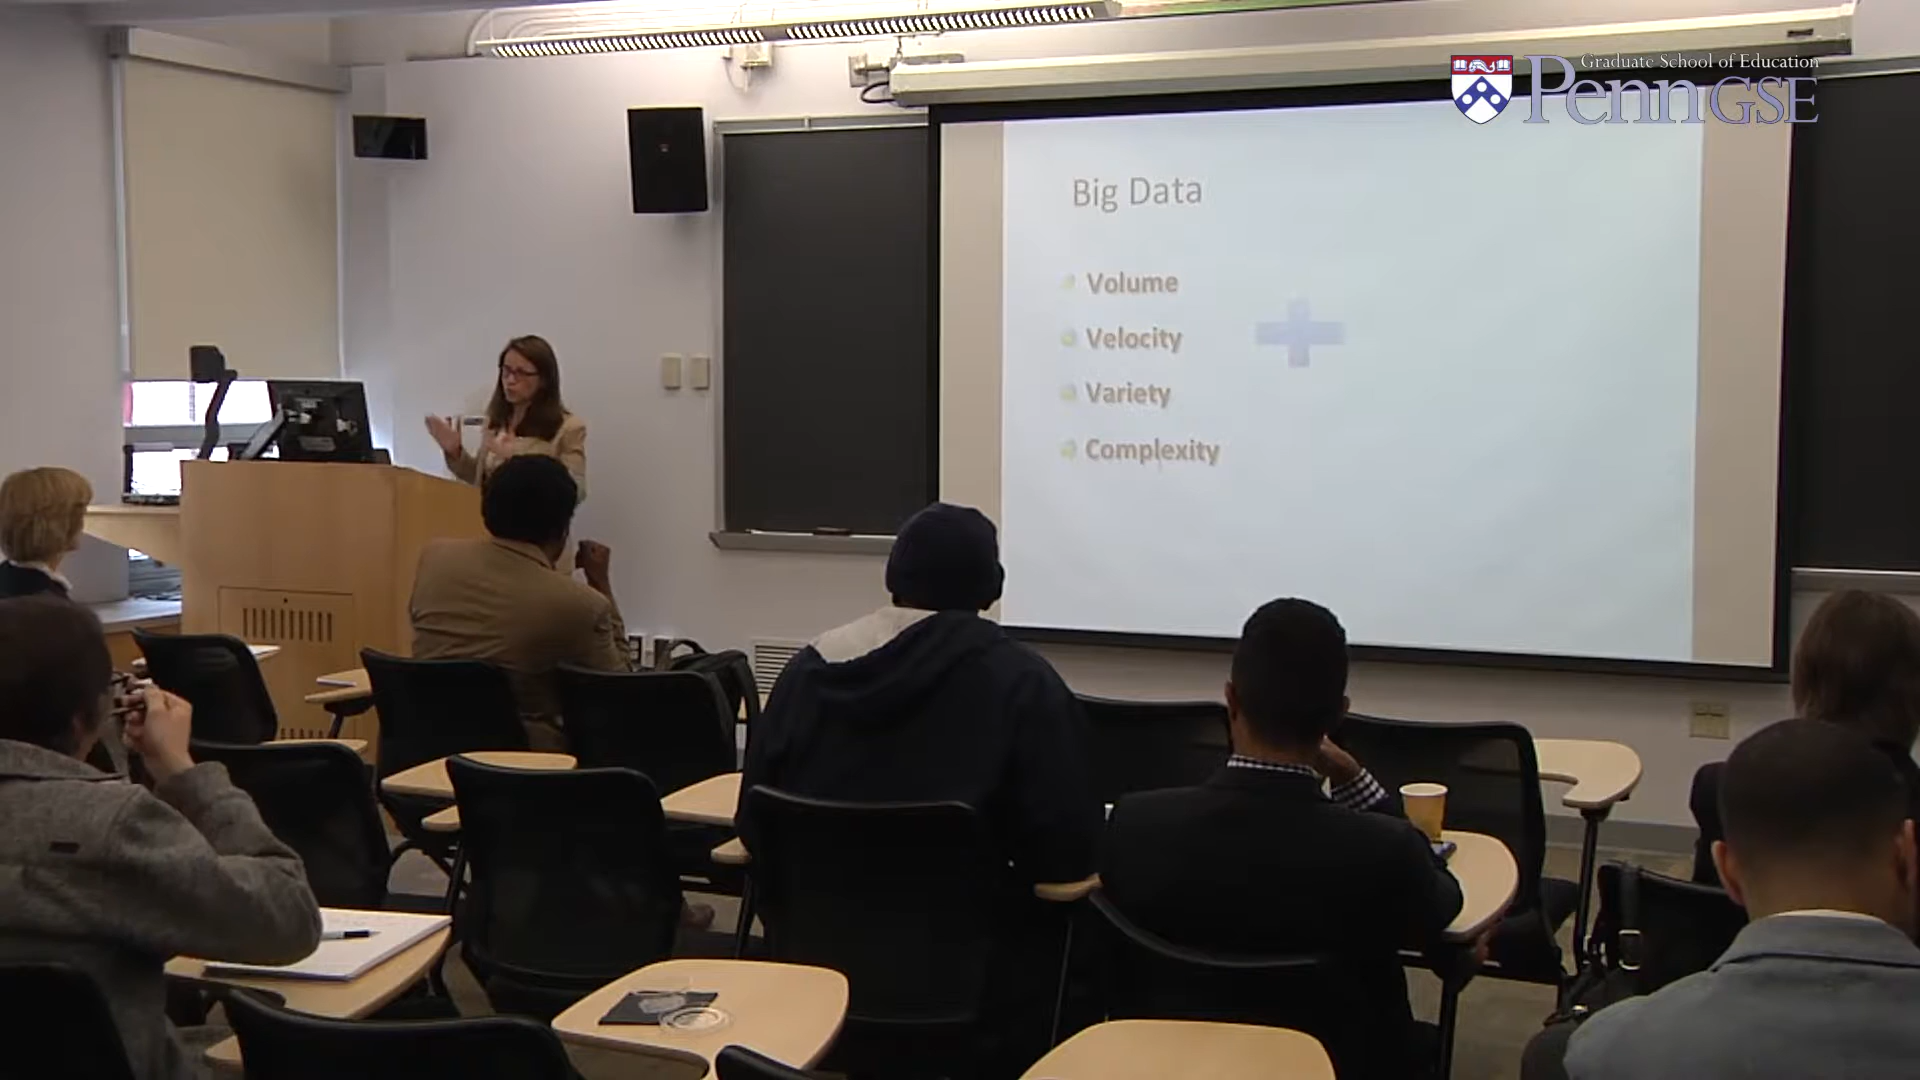 Graduate School of Education
PennGSE
Big Data
Volume
Velocity
Variety
Complexity